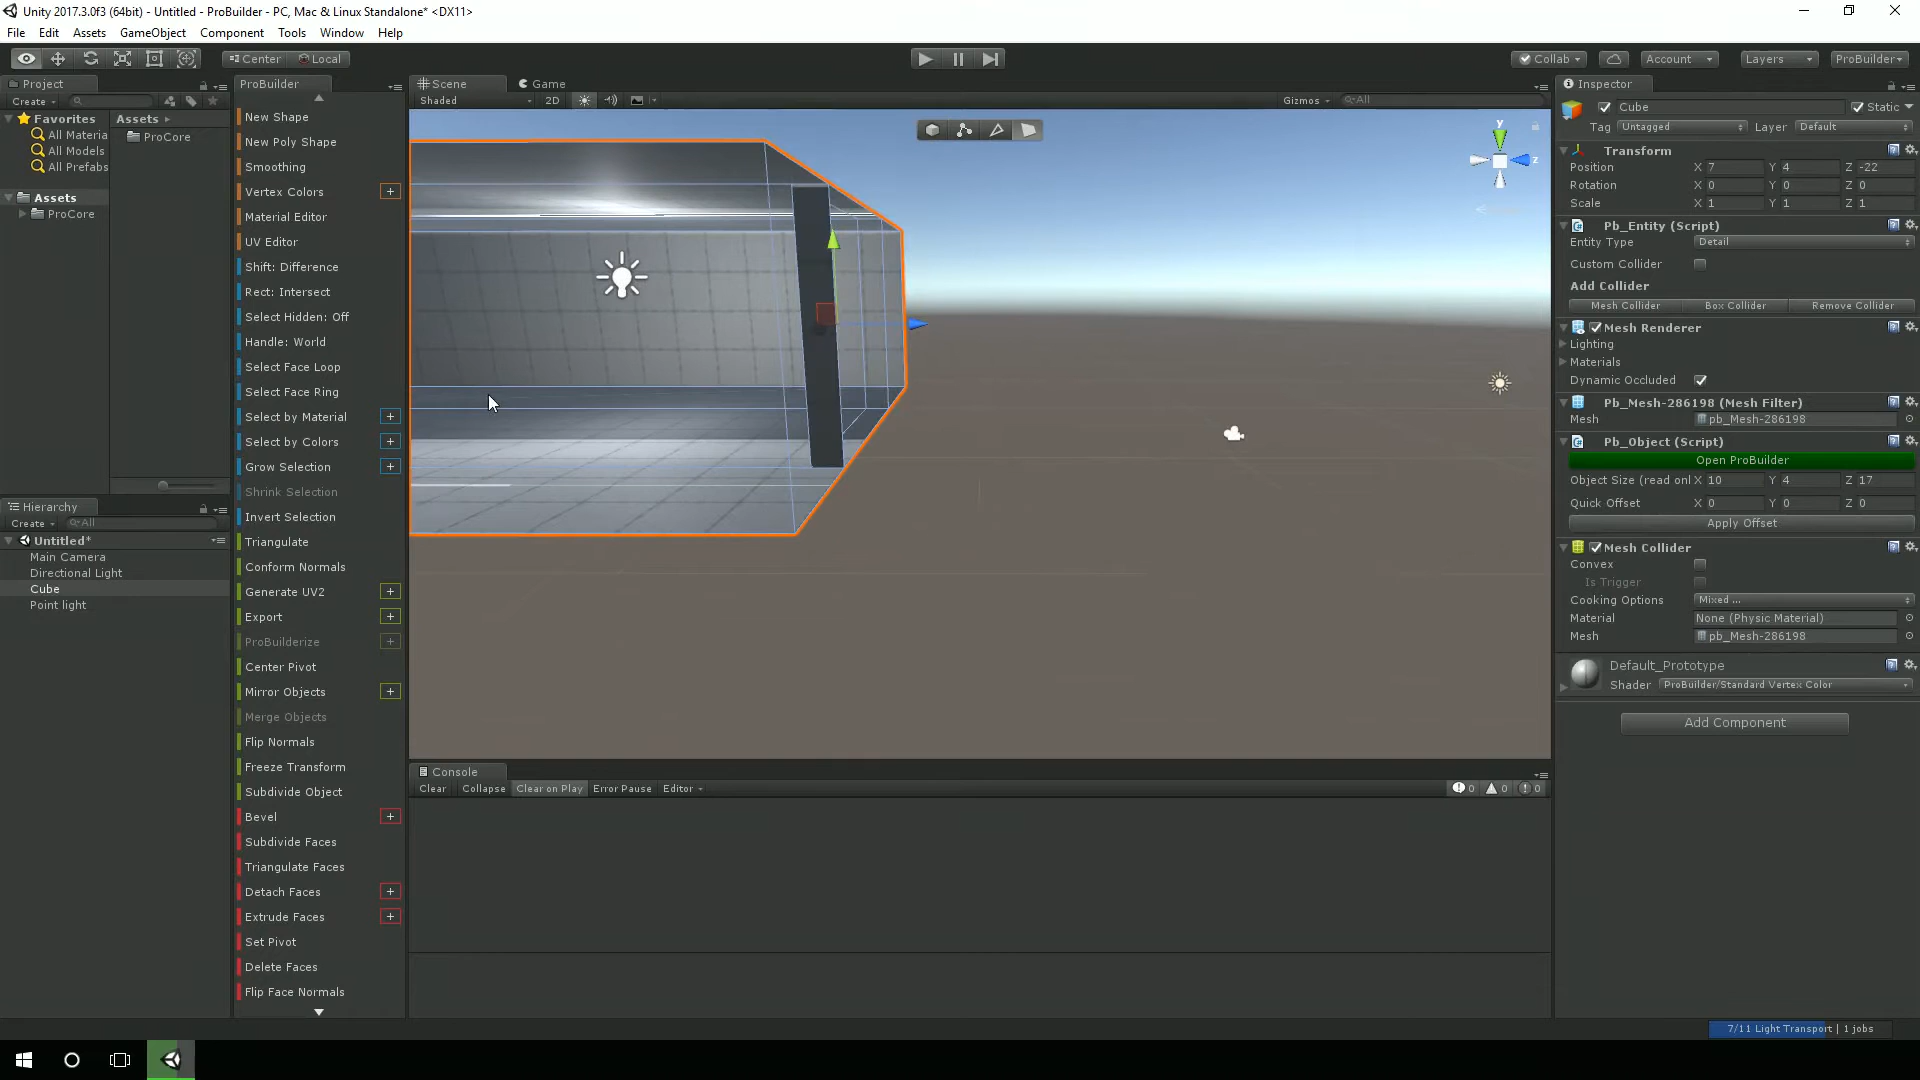 Unity 2017.3.0f3 (64bit) - Untitled - ProBuilder - PC, Mac & Linux Standalone* <DX11>
File Edit Assets GameObject Component Tools Window Help
Center Local
Collab Account Layers ProBuilder
Project
Create
Favorites
All Materia
All Models
All Prefabs
Assets
ProCore
Assets
ProCore
Hierarchy
Create All
Untitled*
Main Camera
Directional Light
Cube
Point light
ProBuilder
New Shape
New Poly Shape
Smoothing
Vertex Colors +
Material Editor
UV Editor
Shift: Difference
Rect: Intersect
Select Hidden: Off
Handle: World
Select Face Loop
Select Face Ring
Select by Material +
Select by Colors +
Grow Selection +
Shrink Selection
Invert Selection
Triangulate
Conform Normals
Generate UV2 +
Export +
ProBuilderize +
Center Pivot
Mirror Objects +
Merge Objects
Flip Normals
Freeze Transform
Subdivide Object
Bevel +
Subdivide Faces
Triangulate Faces
Detach Faces +
Extrude Faces +
Set Pivot
Delete Faces
Flip Face Normals
Scene Game
Shaded 2D Gizmos All
y
z
Console
Clear Collapse Clear on Play Error Pause Editor 0 0 0
Inspector
Cube Static
Tag Untagged Layer Default
Transform
Position X 7 Y 4 Z -22
Rotation X 0 Y 0 Z 0
Scale X 1 Y 1 Z 1
Pb_Entity (Script)
Entity Type Detail
Custom Collider
Add Collider
Mesh Collider Box Collider Remove Collider
Mesh Renderer
Lighting
Materials
Dynamic Occluded
Pb_Mesh-286198 (Mesh Filter)
Mesh pb_Mesh-286198
Pb_Object (Script)
Open ProBuilder
Object Size (read onl X 10 Y 4 Z 17
Quick Offset X 0 Y 0 Z 0
Apply Offset
Mesh Collider
Convex
Is Trigger
Cooking Options Mixed ...
Material None (Physic Material)
Mesh pb_Mesh-286198
Default_Prototype
Shader ProBuilder/Standard Vertex Color
Add Component
7/11 Light Transport | 1 jobs